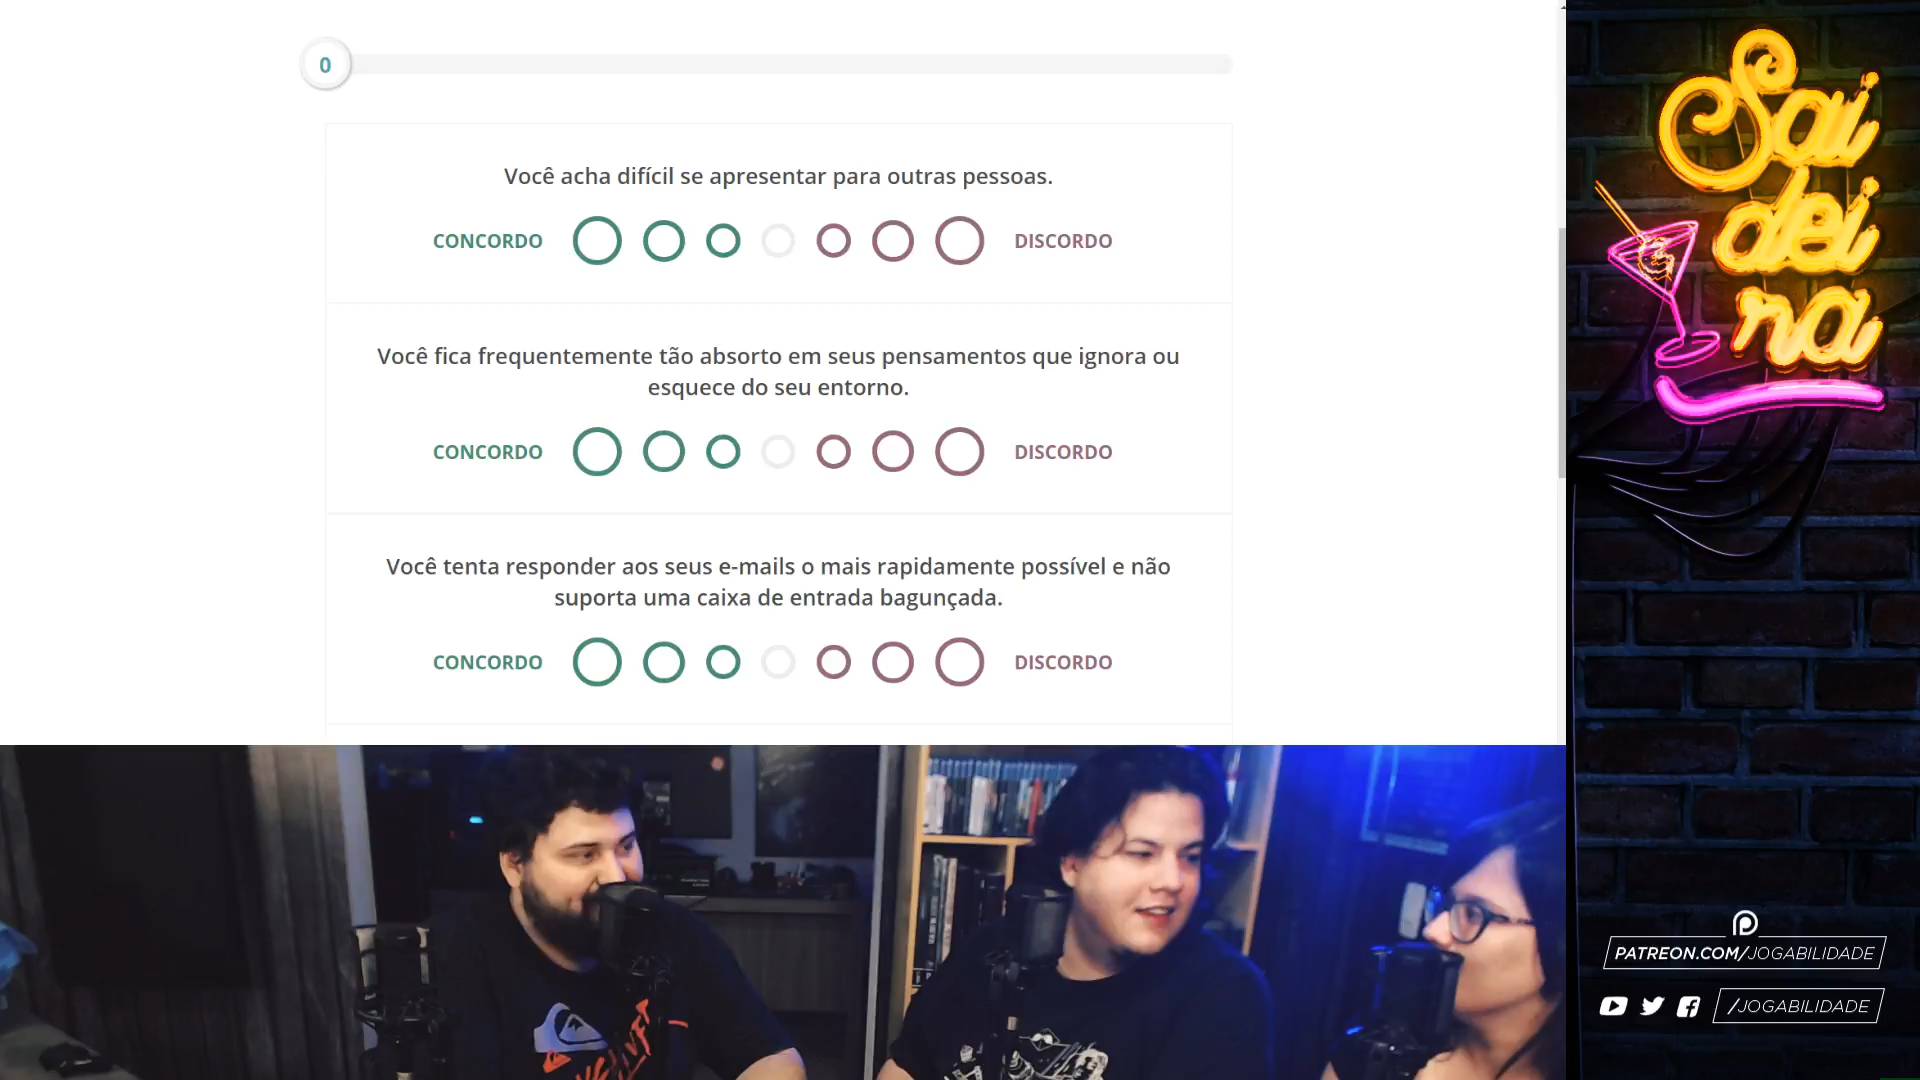 0
Você acha difícil se apresentar para outras pessoas.
CONCORDO DISCORDO
Você fica frequentemente tão absorto em seus pensamentos que ignora ou
esquece do seu entorno.
CONCORDO DISCORDO
Você tenta responder aos seus e-mails o mais rapidamente possível e não
suporta uma caixa de entrada bagunçada.
CONCORDO DISCORDO
Sai
dei
ra
PATREON.COM/JOGABILIDADE
/JOGABILIDADE